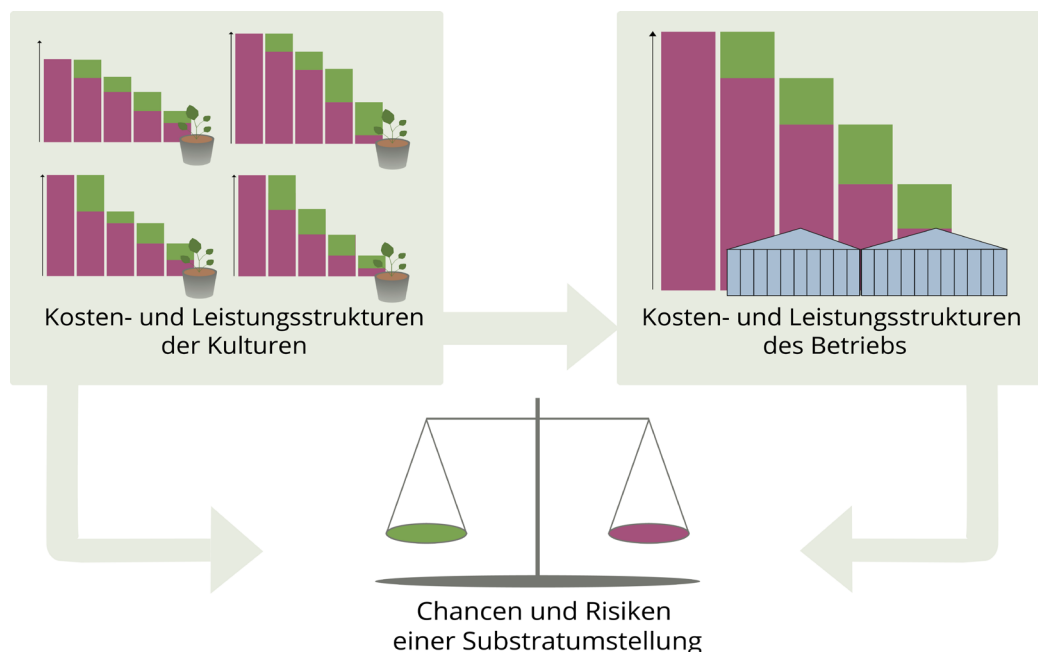 Kosten- und Leistungsstrukturen
der Kulturen
Kosten- und Leistungsstrukturen
des Betriebs
Chancen und Risiken
einer Substratumstellung